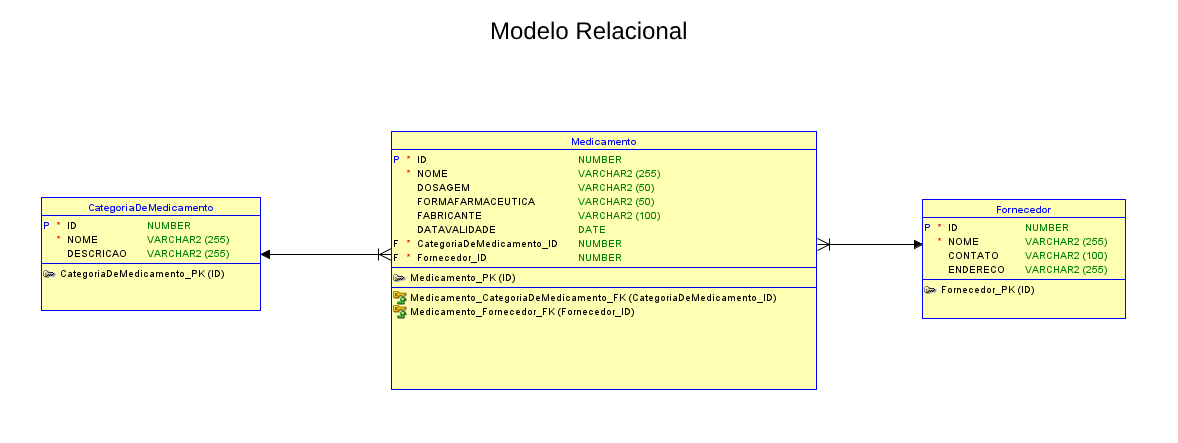 Modelo Relacional
CategoriaDeMedicamento
P * ID NUMBER
* NOME VARCHAR2 (255)
DESCRICAO VARCHAR2 (255)
CategoriaDeMedicamento_PK (ID)
Medicamento
P * ID NUMBER
* NOME VARCHAR2 (255)
DOSAGEM VARCHAR2 (50)
FORMAFARMACEUTICA VARCHAR2 (50)
FABRICANTE VARCHAR2 (100)
DATAVALIDADE DATE
F * CategoriaDeMedicamento_ID NUMBER
F * Fornecedor_ID NUMBER
Medicamento_PK (ID)
Medicamento_CategoriaDeMedicamento_FK (CategoriaDeMedicamento_ID)
Medicamento_Fornecedor_FK (Fornecedor_ID)
Fornecedor
P * ID NUMBER
* NOME VARCHAR2 (255)
CONTATO VARCHAR2 (100)
ENDERECO VARCHAR2 (255)
Fornecedor_PK (ID)